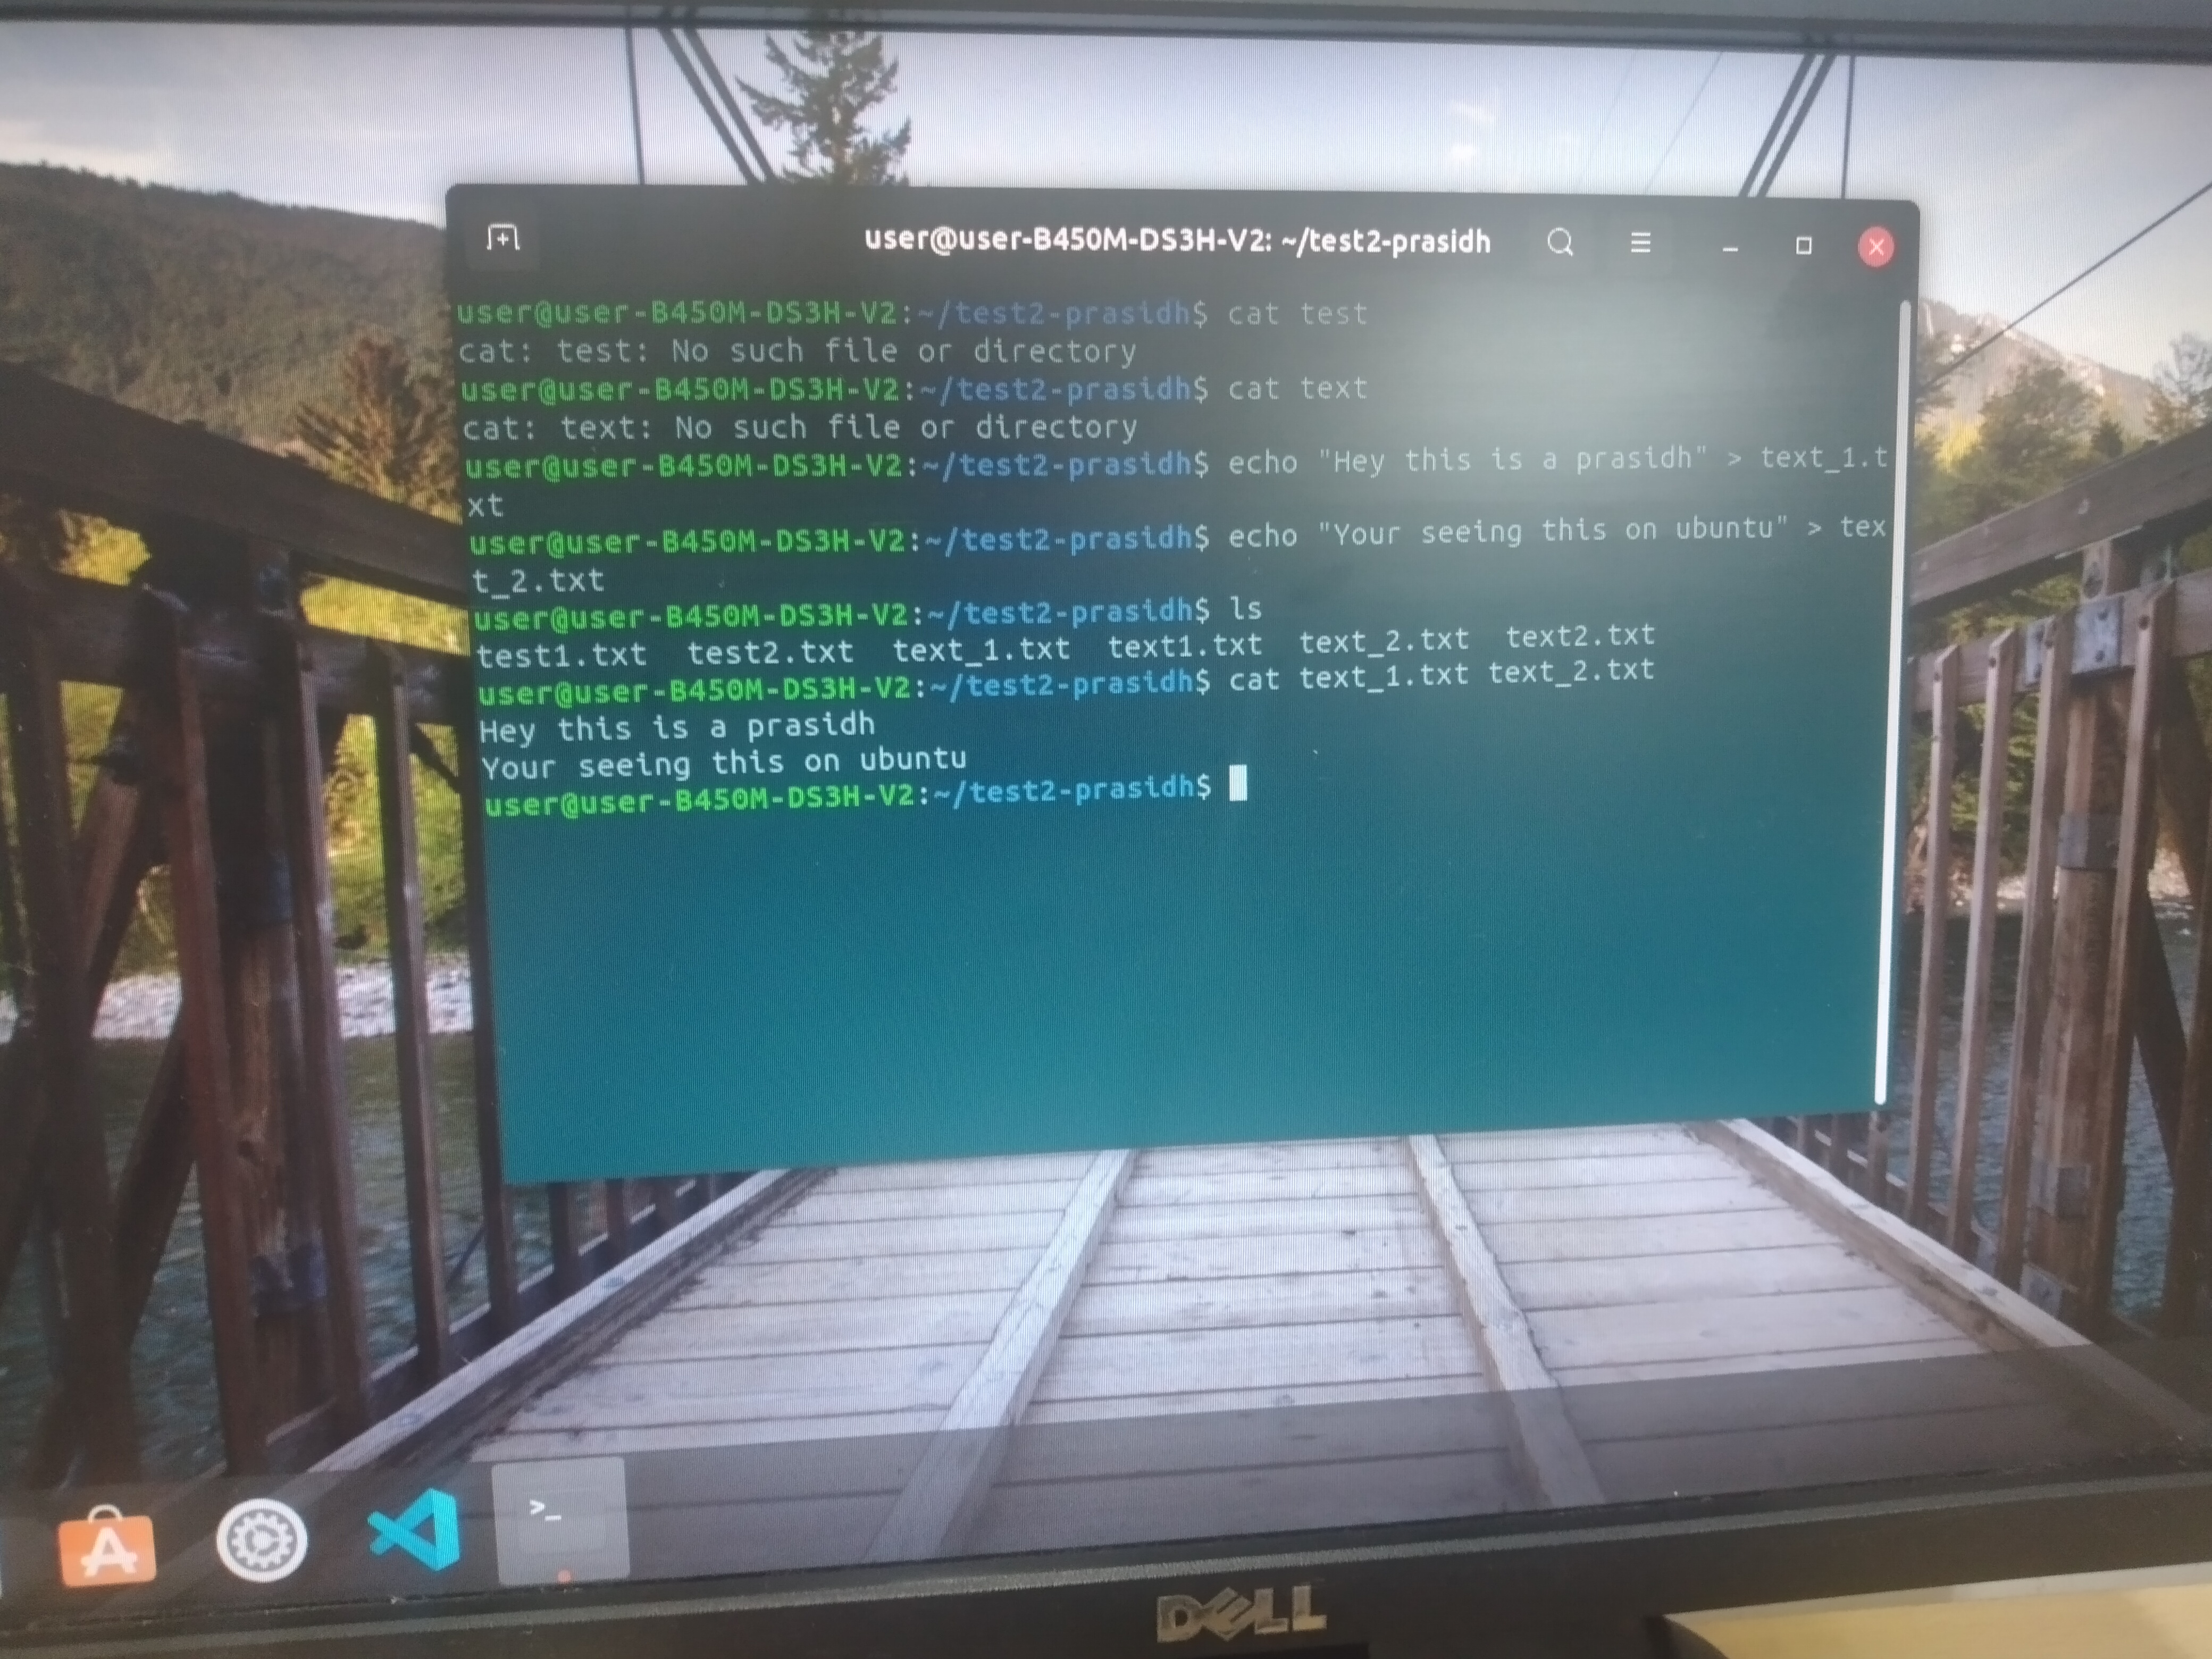 user@user-B450M-DS3H-V2: ~/test2-prasidh
user@user-B450M-DS3H-V2:~/test2-prasidh$ cat test
cat: test: No such file or directory
user@user-B450M-DS3H-V2:~/test2-prasidh$ cat text
cat: text: No such file or directory
user@user-B450M-DS3H-V2:~/test2-prasidh$ echo "Hey this is a prasidh" > text_1.t
xt
user@user-B450M-DS3H-V2:~/test2-prasidh$ echo "Your seeing this on ubuntu" > tex
t_2.txt
user@user-B450M-DS3H-V2:~/test2-prasidh$ ls
test1.txt  test2.txt  text_1.txt  text1.txt  text_2.txt  text2.txt
user@user-B450M-DS3H-V2:~/test2-prasidh$ cat text_1.txt text_2.txt
Hey this is a prasidh
Your seeing this on ubuntu
user@user-B450M-DS3H-V2:~/test2-prasidh$
>_
DELL